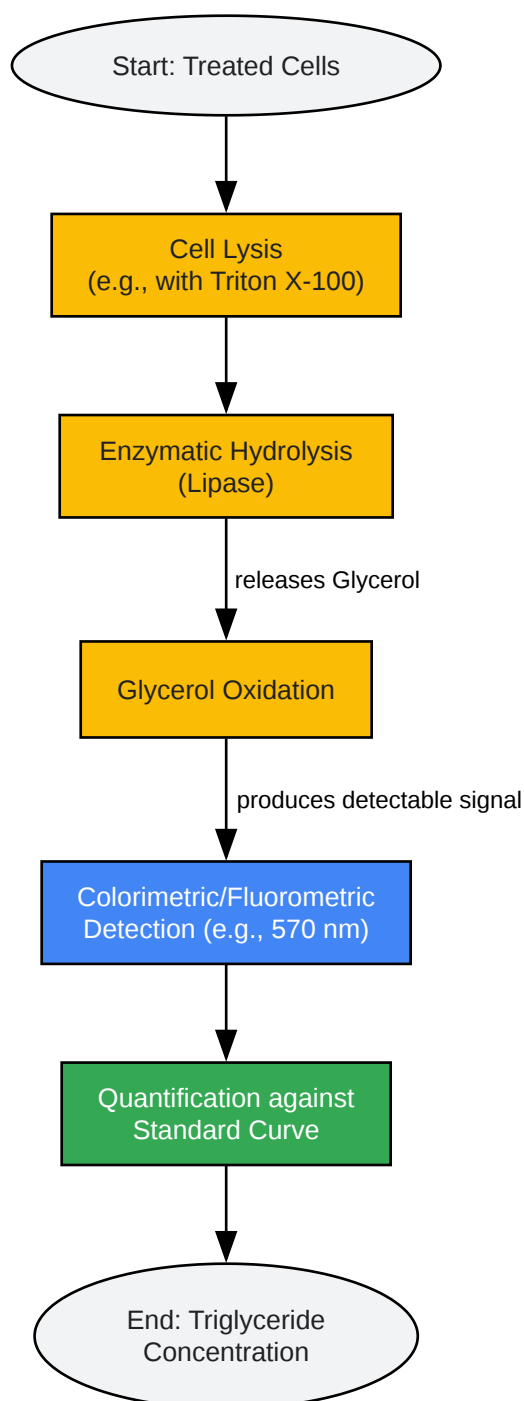 Start: Treated Cells
Cell Lysis
(e.g., with Triton X-100)
Enzymatic Hydrolysis
(Lipase)
releases Glycerol
Glycerol Oxidation
produces detectable signal
Colorimetric/Fluorometric
Detection (e.g., 570 nm)
Quantification against
Standard Curve
End: Triglyceride
Concentration